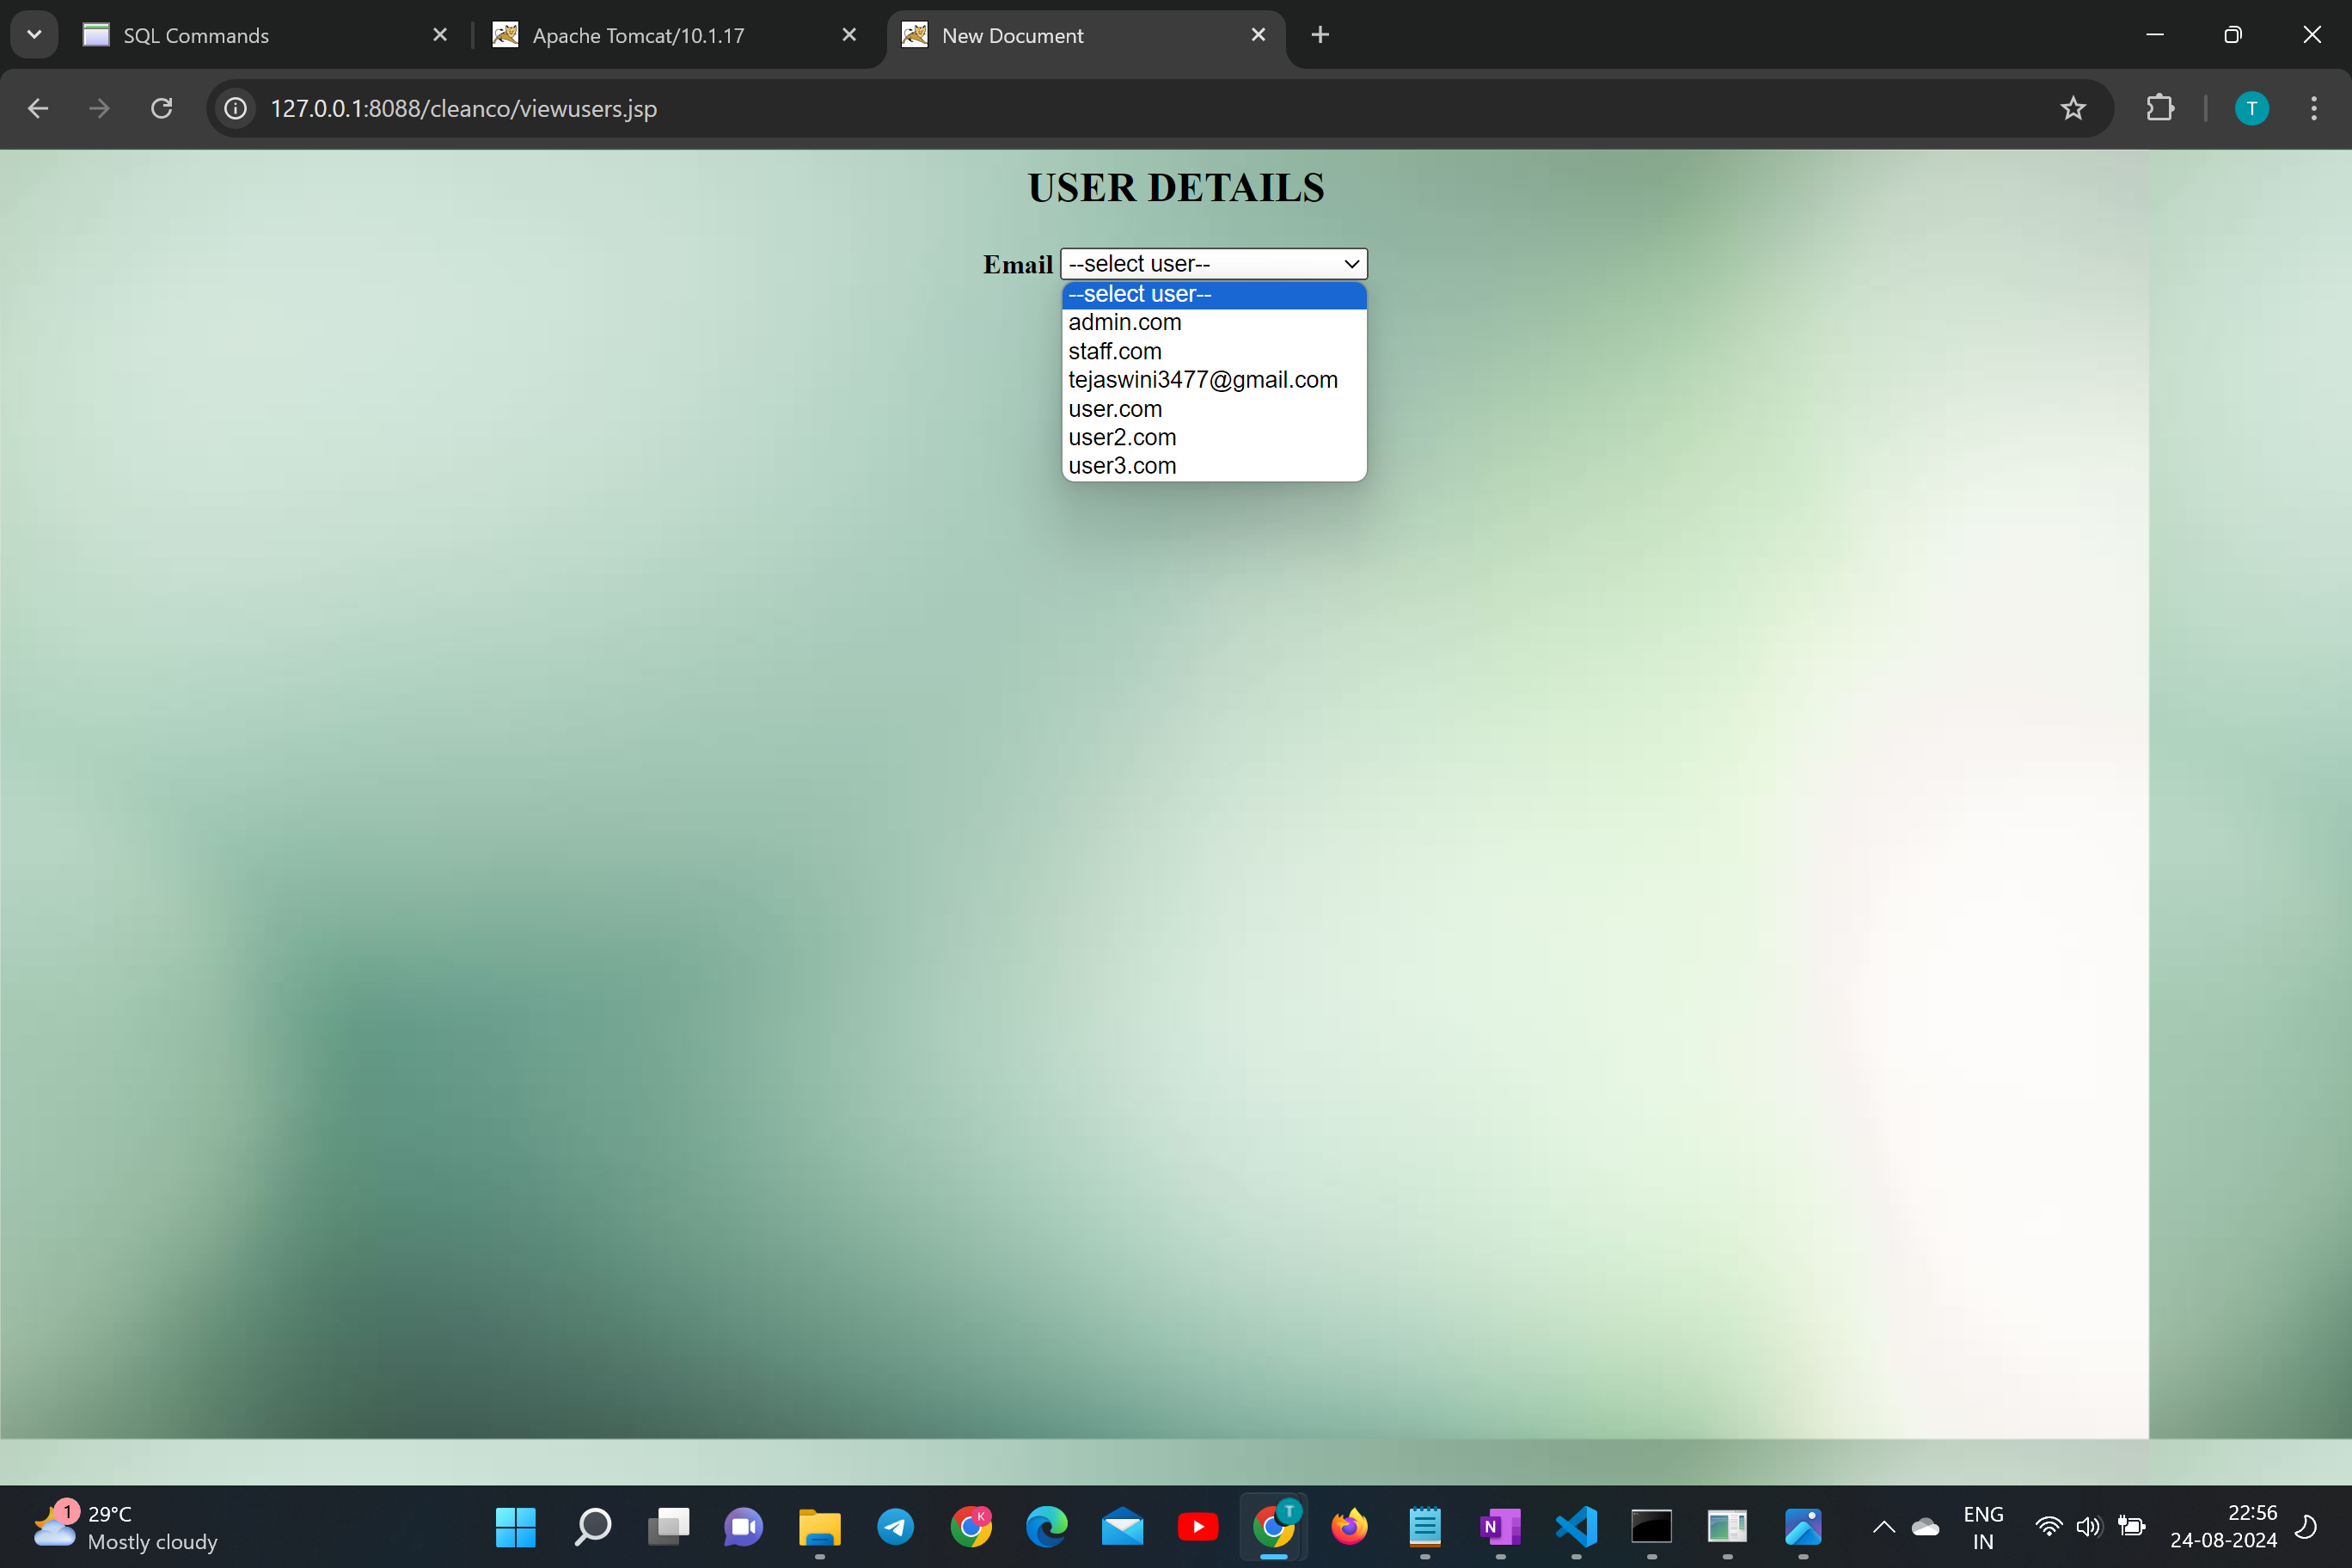 SQL Commands
Apache Tomcat/10.1.17
New Document
127.0.0.1:8088/cleanco/viewusers.jsp
T
USER DETAILS
Email --select user--
--select user--
admin.com
staff.com
tejaswini3477@gmail.com
user.com
user2.com
user3.com
1
29°C
Mostly cloudy
K
T
N
ENG
IN
22:56
24-08-2024